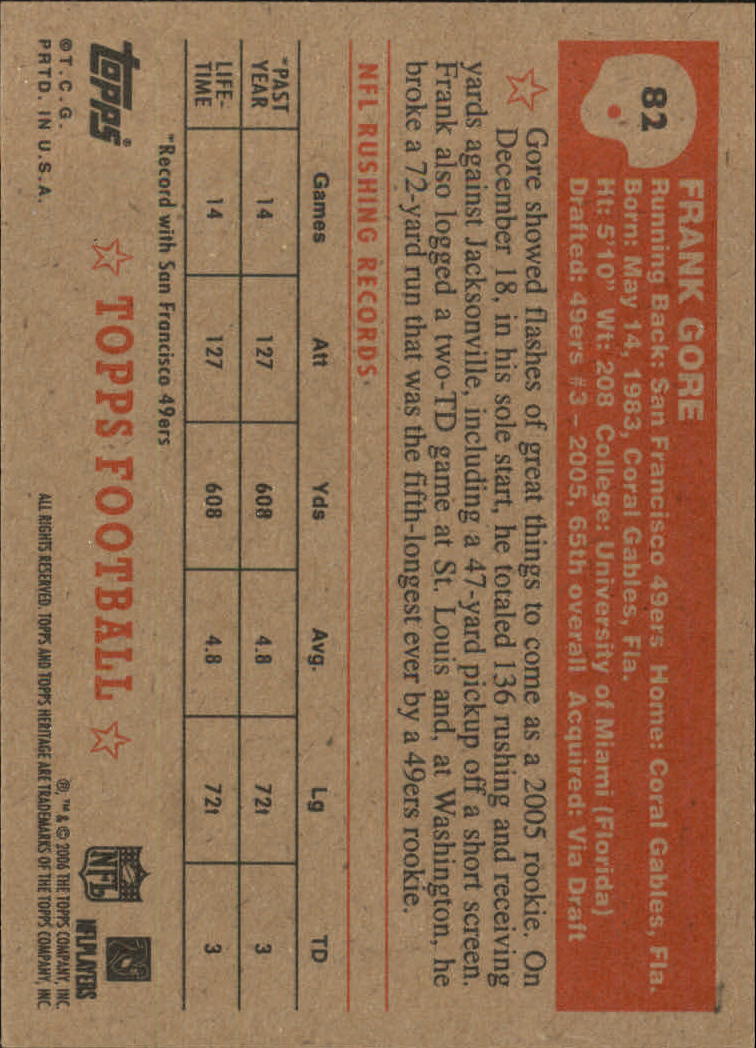 82
FRANK GORE
Running Back: San Francisco 49ers Home: Coral Gables, Fla.
Born: May 14, 1983, Coral Gables, Fla.
Ht: 5'10" Wt: 208 College: University of Miami (Florida)
Drafted: 49ers #3 – 2005, 65th overall Acquired: Via Draft
Gore showed flashes of great things to come as a 2005 rookie. On
December 18, in his sole start, he totaled 136 rushing and receiving
yards against Jacksonville, including a 47-yard pickup off a short screen.
Frank also logged a two-TD game at St. Louis and, at Washington, he
broke a 72-yard run that was the fifth-longest ever by a 49ers rookie.
NFL RUSHING RECORDS·
Games Att Yds Avg. Lg TD
*PAST YEAR 14 127 608 4.8 72t 3
LIFE-TIME 14 127 608 4.8 72t 3
*Record with San Francisco 49ers
topps®
TOPPS FOOTBALL
NFL
NFLPLAYERS
©T.C.G.
PRTD. IN U.S.A.
®, ™ & © 2006 THE TOPPS COMPANY, INC.
ALL RIGHTS RESERVED. TOPPS AND TOPPS HERITAGE ARE TRADEMARKS OF THE TOPPS COMPANY, INC.